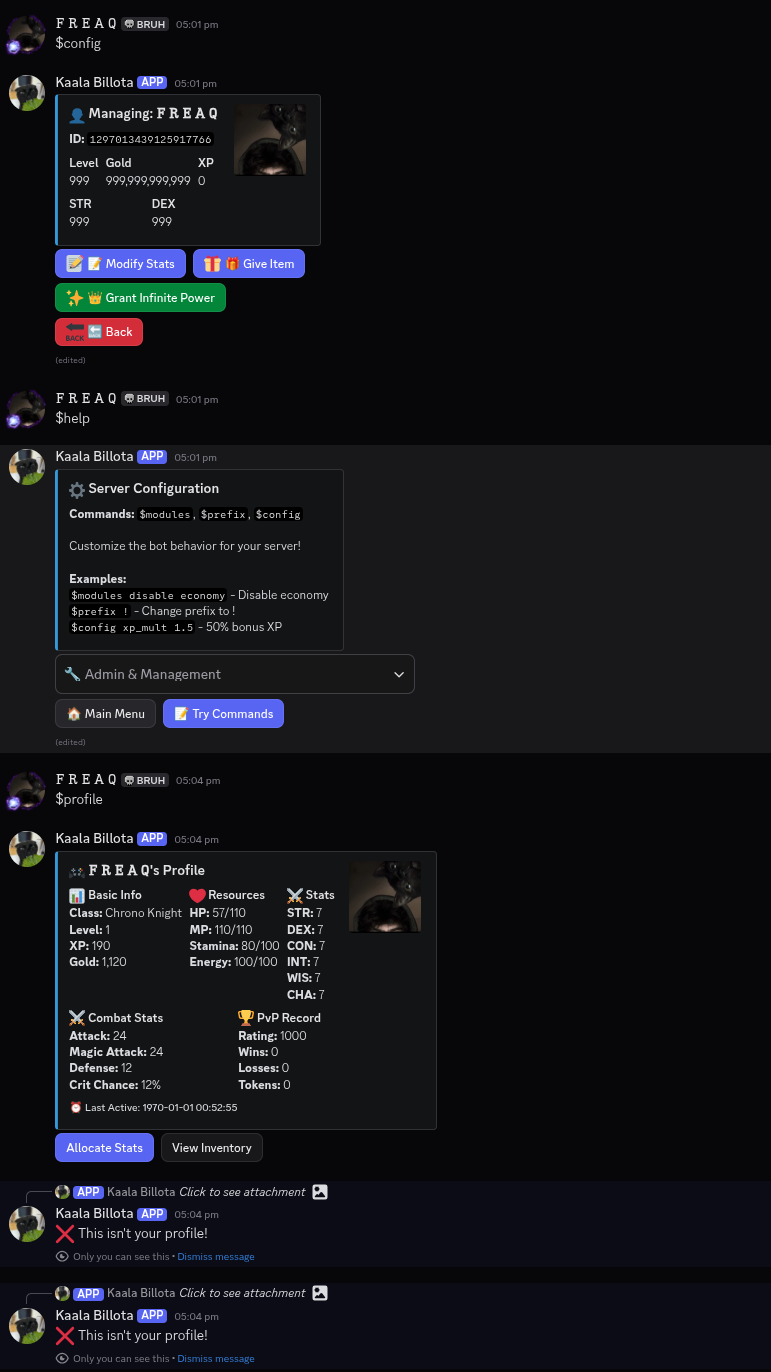 𝙵 𝚁 𝙴 𝙰 𝚀 💀 BRUH 05:01 pm
$config
Kaala Billota APP 05:01 pm
👤 Managing: 𝙵 𝚁 𝙴 𝙰 𝚀
ID: 1297013439125917766
Level Gold XP
999 999,999,999,999 0
STR DEX
999 999
📝 📝 Modify Stats 🎁 🎁 Give Item
✨ 👑 Grant Infinite Power
🔙 Back
(edited)
𝙵 𝚁 𝙴 𝙰 𝚀 💀 BRUH 05:01 pm
$help
Kaala Billota APP 05:01 pm
⚙️ Server Configuration
Commands: $modules, $prefix, $config
Customize the bot behavior for your server!
Examples:
$modules disable economy - Disable economy
$prefix ! - Change prefix to !
$config xp_mult 1.5 - 50% bonus XP
🔧 Admin & Management
🏠 Main Menu 📝 Try Commands
(edited)
𝙵 𝚁 𝙴 𝙰 𝚀 💀 BRUH 05:04 pm
$profile
Kaala Billota APP 05:04 pm
🎮 𝙵 𝚁 𝙴 𝙰 𝚀's Profile
📊 Basic Info ❤️ Resources ⚔️ Stats
Class: Chrono Knight HP: 57/110 STR: 7
Level: 1 MP: 110/110 DEX: 7
XP: 190 Stamina: 80/100 CON: 7
Gold: 1,120 Energy: 100/100 INT: 7
WIS: 7
CHA: 7
⚔️ Combat Stats 🏆 PvP Record
Attack: 24 Rating: 1000
Magic Attack: 24 Wins: 0
Defense: 12 Losses: 0
Crit Chance: 12% Tokens: 0
⏰ Last Active: 1970-01-01 00:52:55
Allocate Stats View Inventory
APP Kaala Billota Click to see attachment
Kaala Billota APP 05:04 pm
❌ This isn't your profile!
Only you can see this • Dismiss message
APP Kaala Billota Click to see attachment
Kaala Billota APP 05:04 pm
❌ This isn't your profile!
Only you can see this • Dismiss message